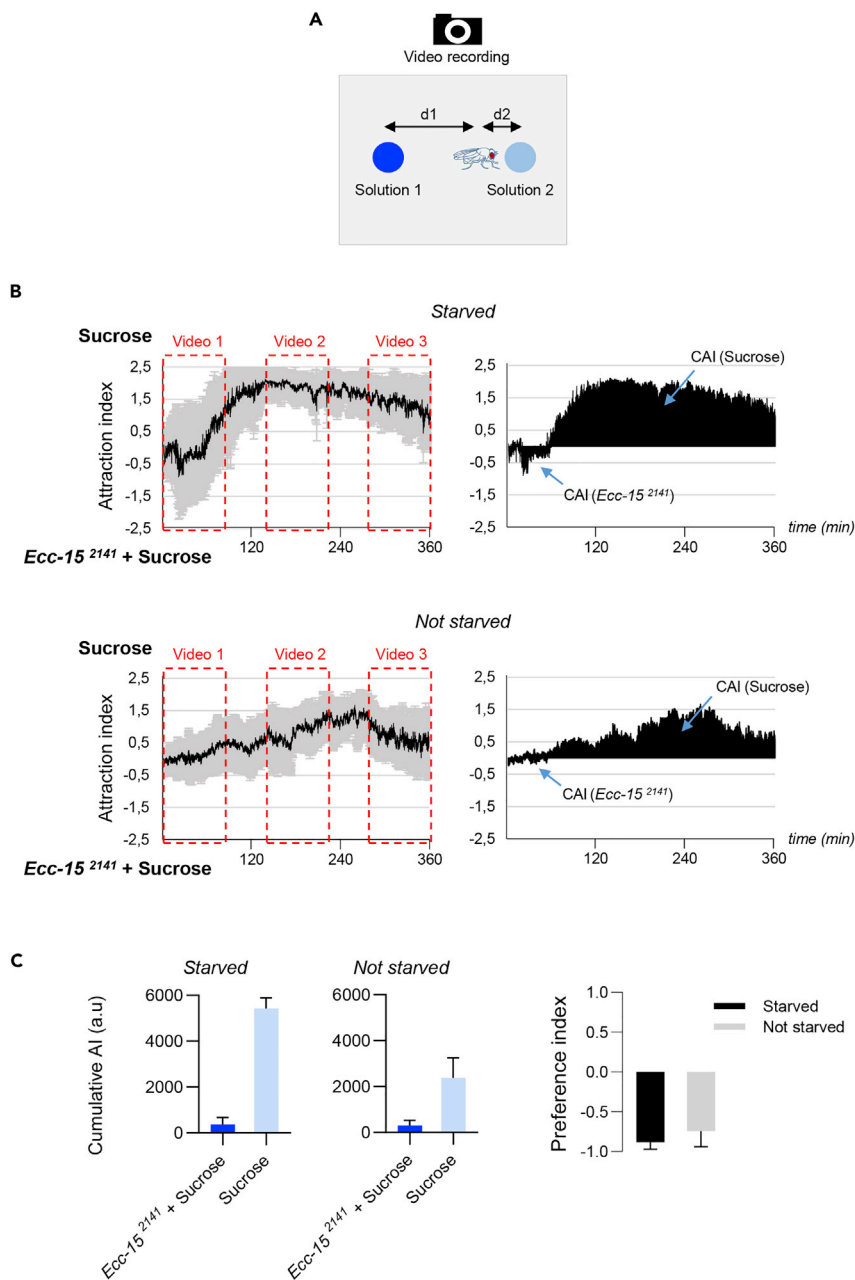 A
Video recording
d1
d2
Solution 1
Solution 2
B
Starved
Sucrose
Video 1
Video 2
Video 3
Attraction index
2,5
1,5
0,5
-0,5
-1,5
-2,5
120
240
360
Ecc-15 2141 + Sucrose
2,5
1,5
0,5
-0,5
-1,5
-2,5
CAI (Sucrose)
CAI (Ecc-15 2141)
120
240
360
time (min)
Not starved
Sucrose
Video 1
Video 2
Video 3
Attraction index
2,5
1,5
0,5
-0,5
-1,5
-2,5
120
240
360
Ecc-15 2141 + Sucrose
2,5
1,5
0,5
-0,5
-1,5
-2,5
CAI (Sucrose)
CAI (Ecc-15 2141)
120
240
360
time (min)
C
Starved
Cumulative AI (a.u)
6000
4000
2000
0
Ecc-15 2141 + Sucrose
Sucrose
Not starved
6000
4000
2000
0
Ecc-15 2141 + Sucrose
Sucrose
Preference index
1.0
0.5
0.0
-0.5
-1.0
Starved
Not starved